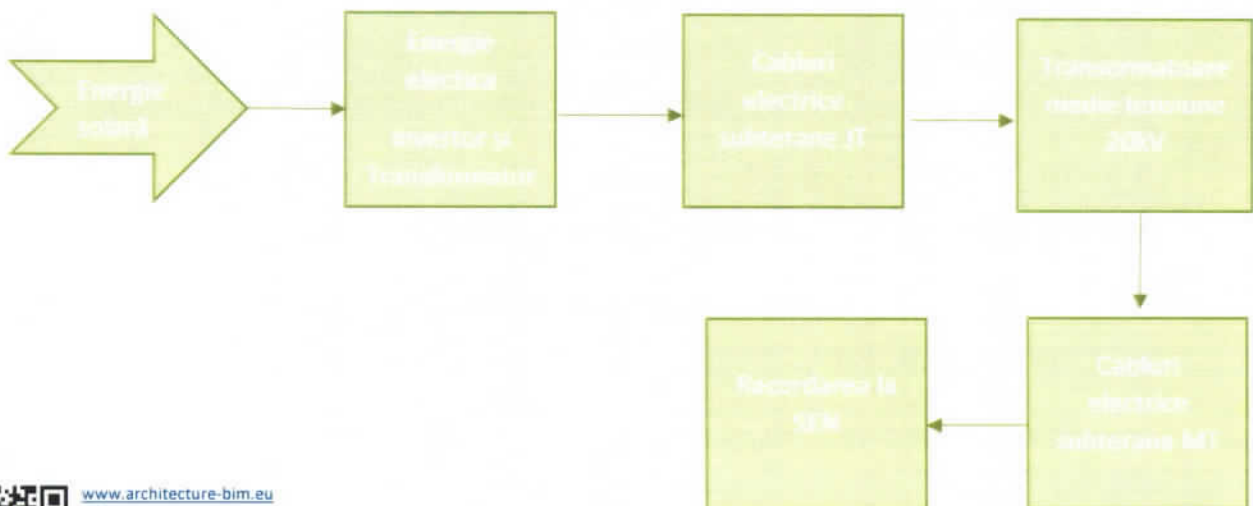 Energie
solară
Energie
electrica
Invertor și
Transformator
Cabluri
electrice
subterane JT
Transformatoare
medie tensiune
20kV
Racordarea la
SEN
Cabluri
electrice
subterane MT
www.architecture-bim.eu